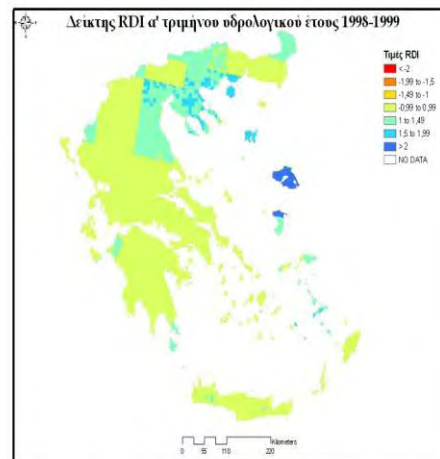 Δείκτης RDI α' τριμήνου υδρολογικού έτους 1998-1999
Τιμές RDI
< -2
-1,99 to -1,5
-1,49 to -1
-0,99 to 0,99
1 to 1,49
1,5 to 1,99
>2
NO DATA
Kilometers
0 55 110 220